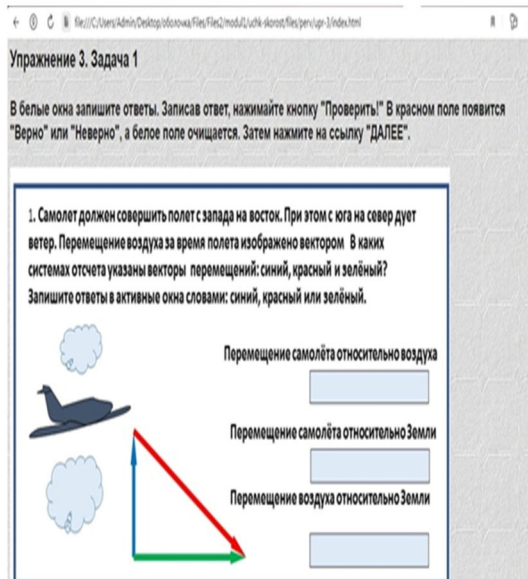 file:///C:/Users/Admin/Desktop/оболочка/Files/Files2/modul1/uchk-skorost/files/perv/upr-3/index.html
Упражнение 3. Задача 1
В белые окна запишите ответы. Записав ответ, нажимайте кнопку "Проверить!" В красном поле появится
"Верно" или "Неверно", а белое поле очищается. Затем нажмите на ссылку "ДАЛЕЕ".
1. Самолет должен совершить полет с запада на восток. При этом с юга на север дует
ветер. Перемещение воздуха за время полета изображено вектором В каких
системах отсчета указаны векторы перемещений: синий, красный и зелёный?
Запишите ответы в активные окна словами: синий, красный или зелёный.
Перемещение самолёта относительно воздуха
Перемещение самолёта относительно Земли
Перемещение воздуха относительно Земли